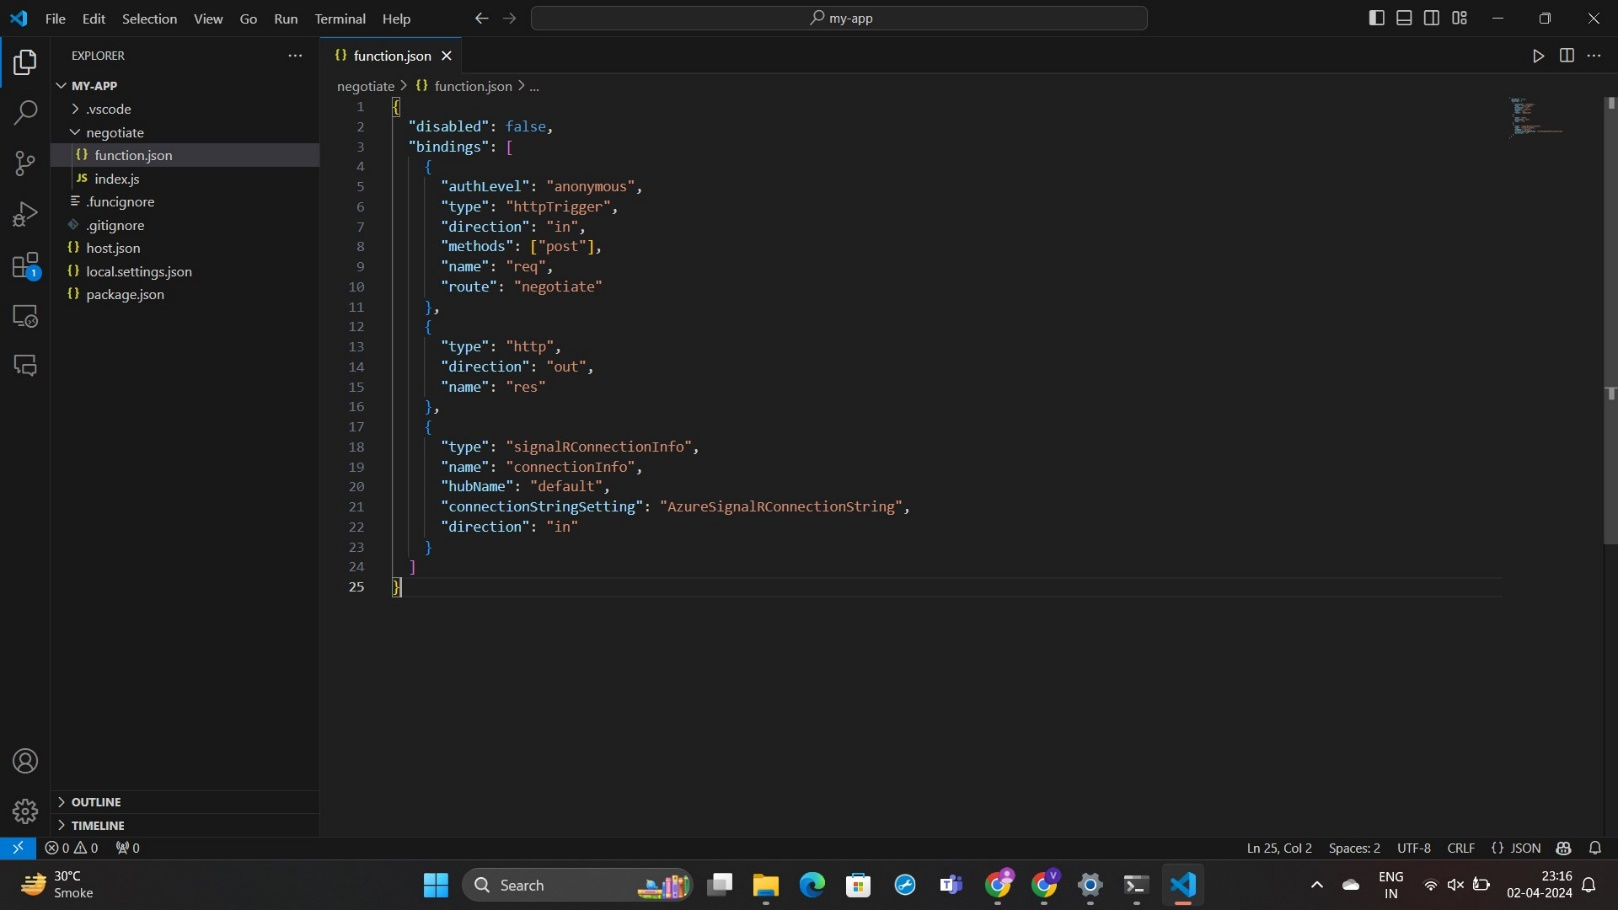 File Edit Selection View Go Run Terminal Help
my-app
EXPLORER
MY-APP
.vscode
negotiate
function.json
JS index.js
.funcignore
.gitignore
host.json
local.settings.json
package.json
OUTLINE
TIMELINE
function.json
negotiate > function.json > ...
1 {
2 "disabled": false,
3 "bindings": [
4 {
5 "authLevel": "anonymous",
6 "type": "httpTrigger",
7 "direction": "in",
8 "methods": ["post"],
9 "name": "req",
10 "route": "negotiate"
11 },
12 {
13 "type": "http",
14 "direction": "out",
15 "name": "res"
16 },
17 {
18 "type": "signalRConnectionInfo",
19 "name": "connectionInfo",
20 "hubName": "default",
21 "connectionStringSetting": "AzureSignalRConnectionString",
22 "direction": "in"
23 }
24 ]
25 }
1
0 0 0
Ln 25, Col 2 Spaces: 2 UTF-8 CRLF {} JSON
30°C
Smoke
Search
V
ENG
IN
23:16
02-04-2024